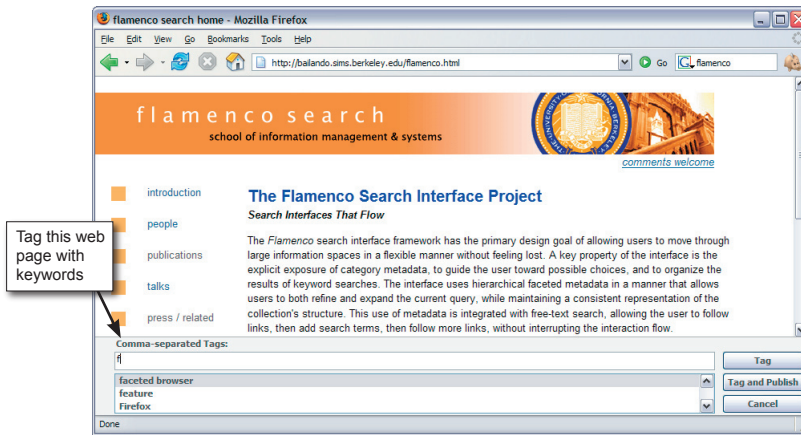 flamenco search home - Mozilla Firefox
File Edit View Go Bookmarks Tools Help
http://bailando.sims.berkeley.edu/flamenco.html Go G flamenco
flamenco search
school of information management & systems
comments welcome
introduction
people
publications
talks
press / related
The Flamenco Search Interface Project
Search Interfaces That Flow
The Flamenco search interface framework has the primary design goal of allowing users to move through
large information spaces in a flexible manner without feeling lost. A key property of the interface is the
explicit exposure of category metadata, to guide the user toward possible choices, and to organize the
results of keyword searches. The interface uses hierarchical faceted metadata in a manner that allows
users to both refine and expand the current query, while maintaining a consistent representation of the
collection's structure. This use of metadata is integrated with free-text search, allowing the user to follow
links, then add search terms, then follow more links, without interrupting the interaction flow.
Tag this web
page with
keywords
Comma-separated Tags:
f
faceted browser
feature
Firefox
Tag
Tag and Publish
Cancel
Done